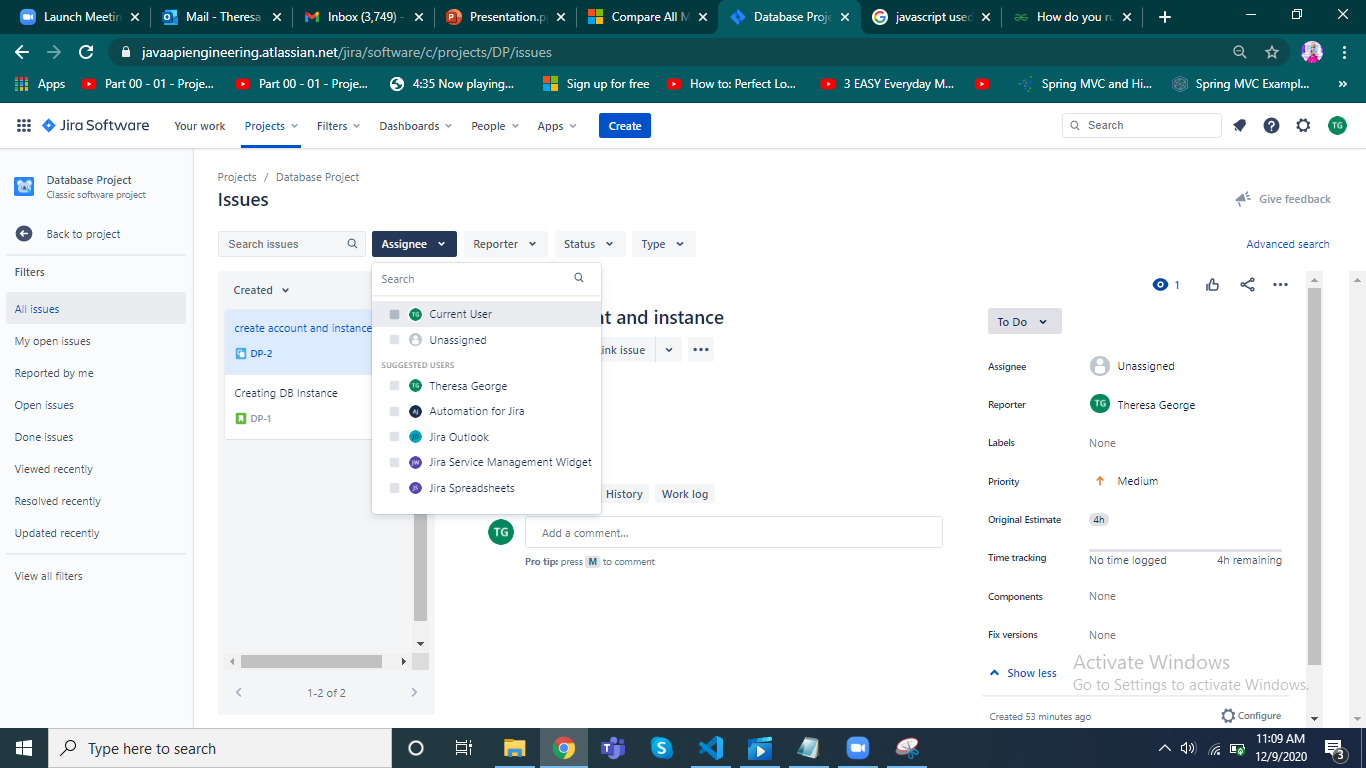 Launch Meetin
Mail - Theresa
Inbox (3,749) -
Presentation.p
Compare All M
Database Proje
javascript used
How do you ru
javaapiengineering.atlassian.net/jira/software/c/projects/DP/issues
Apps
Part 00 - 01 - Proje...
Part 00 - 01 - Proje...
4:35 Now playing...
Sign up for free
How to: Perfect Lo...
3 EASY Everyday M...
Spring MVC and Hi...
Spring MVC Exampl...
»
Jira Software
Your work
Projects
Filters
Dashboards
People
Apps
Create
Search
TG
Database Project
Classic software project
Back to project
Filters
All issues
My open issues
Reported by me
Open issues
Done issues
Viewed recently
Resolved recently
Updated recently
View all filters
Projects / Database Project
Issues
Give feedback
Search issues
Assignee
Reporter
Status
Type
Advanced search
Created
create account and instance
DP-2
Creating DB Instance
DP-1
1-2 of 2
Search
TG Current User
Unassigned
SUGGESTED USERS
TG Theresa George
AJ Automation for Jira
JO Jira Outlook
JW Jira Service Management Widget
JS Jira Spreadsheets
t and instance
ink issue
History
Work log
TG
Add a comment...
Pro tip: press M to comment
1
To Do
Assignee
Unassigned
Reporter
TG Theresa George
Labels
None
Priority
Medium
Original Estimate
4h
Time tracking
No time logged
4h remaining
Components
None
Fix versions
None
Show less
Created 53 minutes ago
Configure
Activate Windows
Go to Settings to activate Windows.
Type here to search
11:09 AM
12/9/2020
3